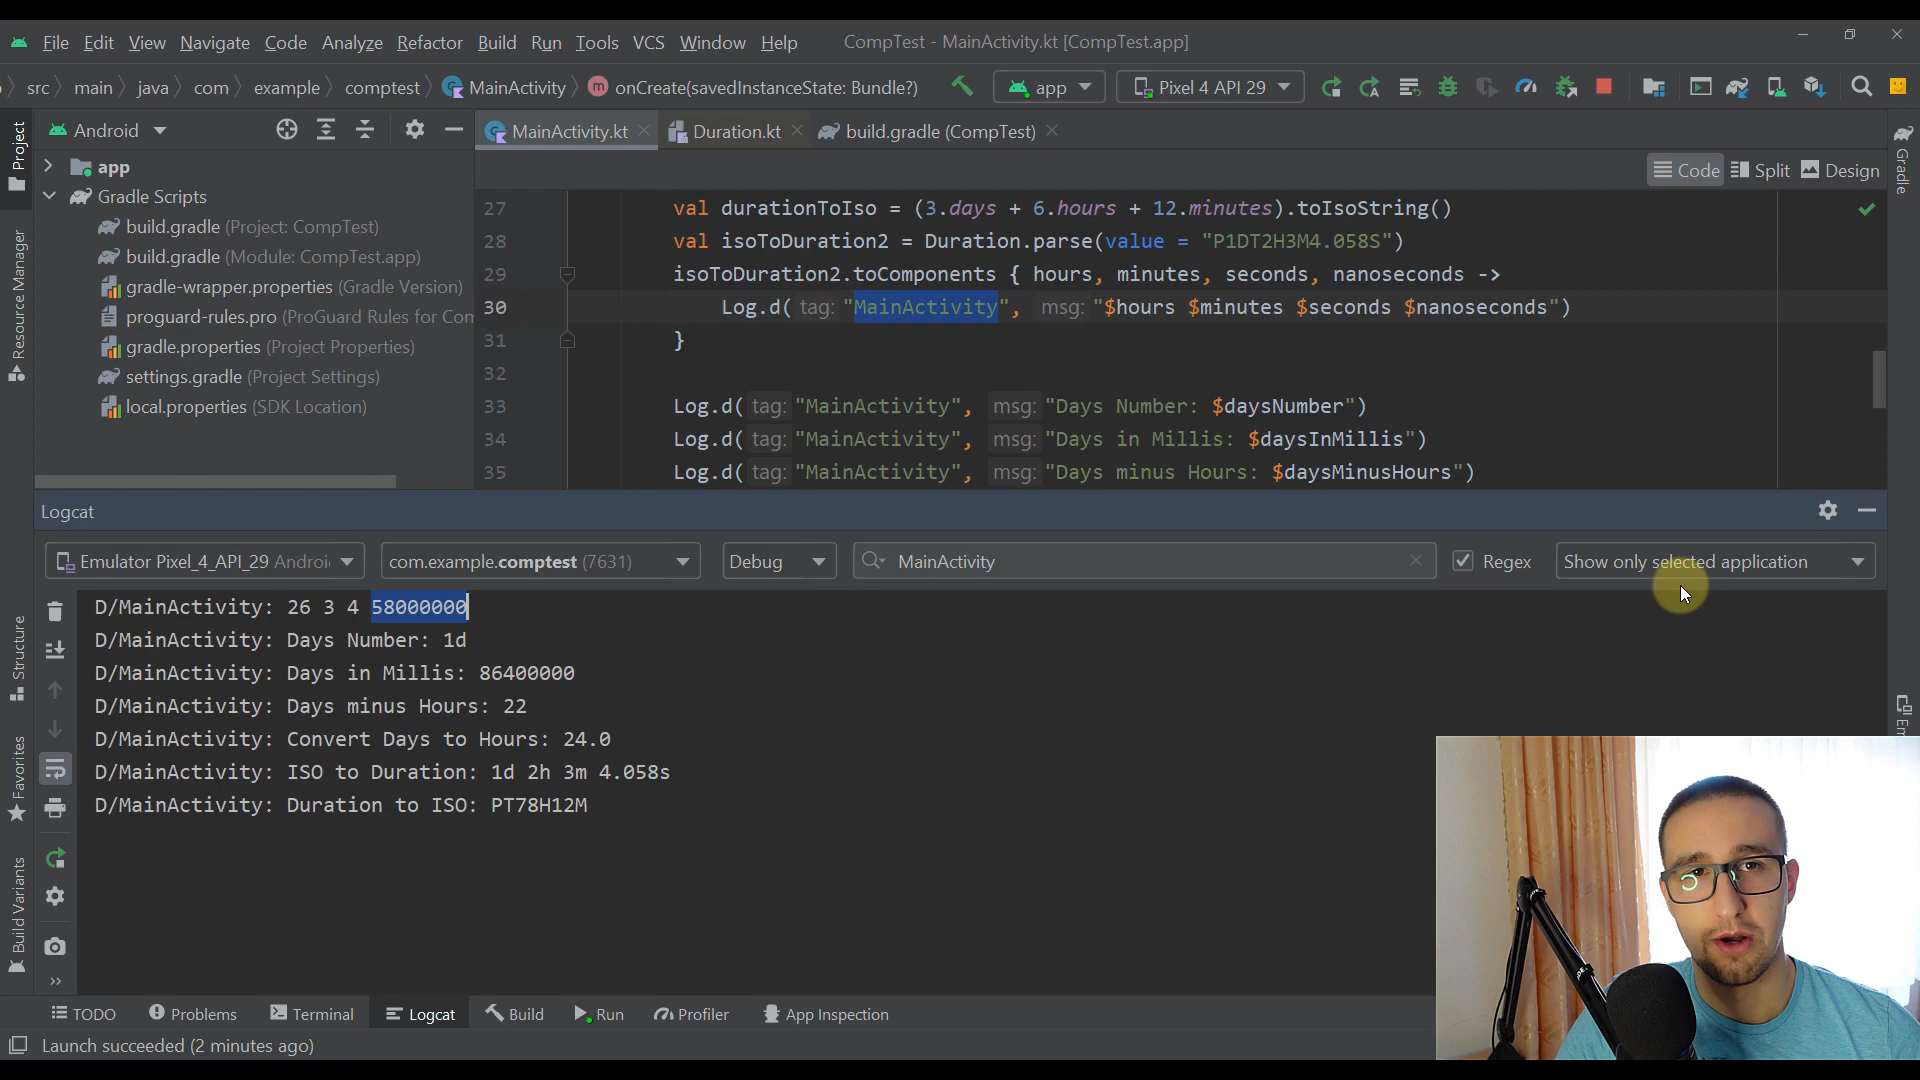 File Edit View Navigate Code Analyze Refactor Build Run Tools VCS Window Help CompTest - MainActivity.kt [CompTest.app]
src main java com example comptest MainActivity onCreate(savedInstanceState: Bundle?) app Pixel 4 API 29
Android
MainActivity.kt Duration.kt build.gradle (CompTest)
Code Split Design
app
Gradle Scripts
build.gradle (Project: CompTest)
build.gradle (Module: CompTest.app)
gradle-wrapper.properties (Gradle Version)
proguard-rules.pro (ProGuard Rules for Com
gradle.properties (Project Properties)
settings.gradle (Project Settings)
local.properties (SDK Location)
27 val durationToIso = (3.days + 6.hours + 12.minutes).toIsoString()
28 val isoToDuration2 = Duration.parse(value = "P1DT2H3M4.058S")
29 isoToDuration2.toComponents { hours, minutes, seconds, nanoseconds ->
30 Log.d( tag: "MainActivity", msg: "$hours $minutes $seconds $nanoseconds")
31 }
32
33 Log.d( tag: "MainActivity", msg: "Days Number: $daysNumber")
34 Log.d( tag: "MainActivity", msg: "Days in Millis: $daysInMillis")
35 Log.d( tag: "MainActivity", msg: "Days minus Hours: $daysMinusHours")
Project
Resource Manager
Structure
Favorites
Build Variants
Gradle
Logcat
Emulator Pixel_4_API_29 Androi com.example.comptest (7631) Debug MainActivity Regex Show only selected application
D/MainActivity: 26 3 4 58000000
D/MainActivity: Days Number: 1d
D/MainActivity: Days in Millis: 86400000
D/MainActivity: Days minus Hours: 22
D/MainActivity: Convert Days to Hours: 24.0
D/MainActivity: ISO to Duration: 1d 2h 3m 4.058s
D/MainActivity: Duration to ISO: PT78H12M
TODO Problems Terminal Logcat Build Run Profiler App Inspection
Launch succeeded (2 minutes ago)